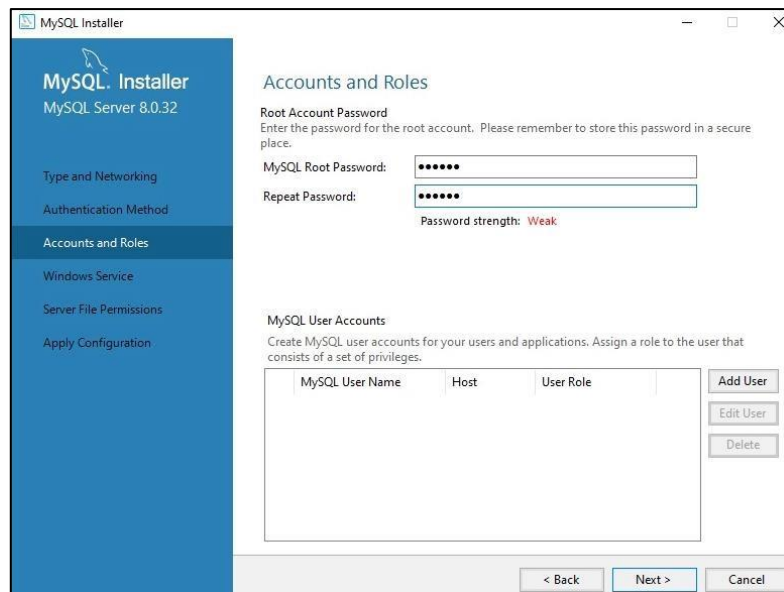 MySQL Installer
MySQL. Installer
MySQL Server 8.0.32
Type and Networking
Authentication Method
Accounts and Roles
Windows Service
Server File Permissions
Apply Configuration
Accounts and Roles
Root Account Password
Enter the password for the root account. Please remember to store this password in a secure
place.
MySQL Root Password: ●●●●●●
Repeat Password: ●●●●●●
Password strength: Weak
MySQL User Accounts
Create MySQL user accounts for your users and applications. Assign a role to the user that
consists of a set of privileges.
MySQL User Name Host User Role
Add User
Edit User
Delete
< Back Next > Cancel